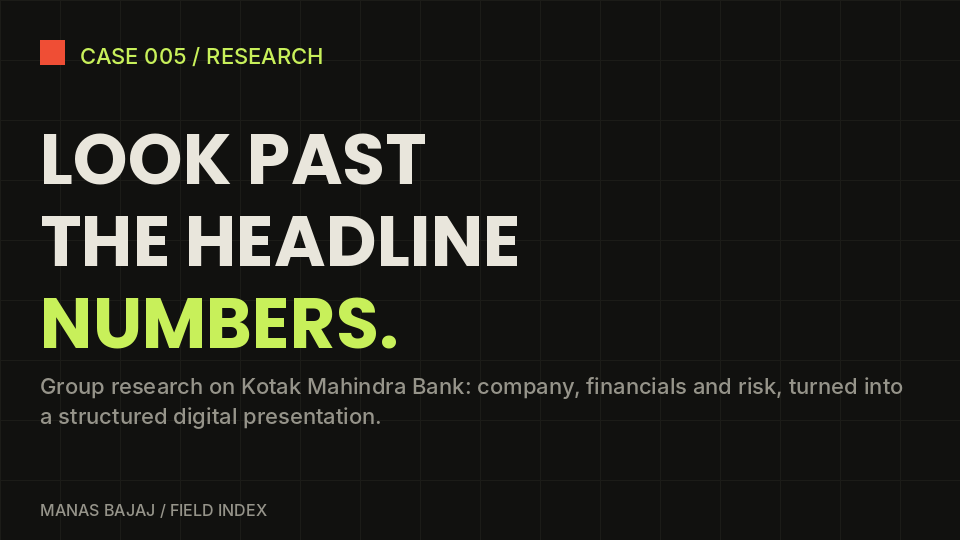 CASE 005 / RESEARCH
LOOK PAST
THE HEADLINE
NUMBERS.
Group research on Kotak Mahindra Bank: company, financials and risk, turned into
a structured digital presentation.
MANAS BAJAJ / FIELD INDEX